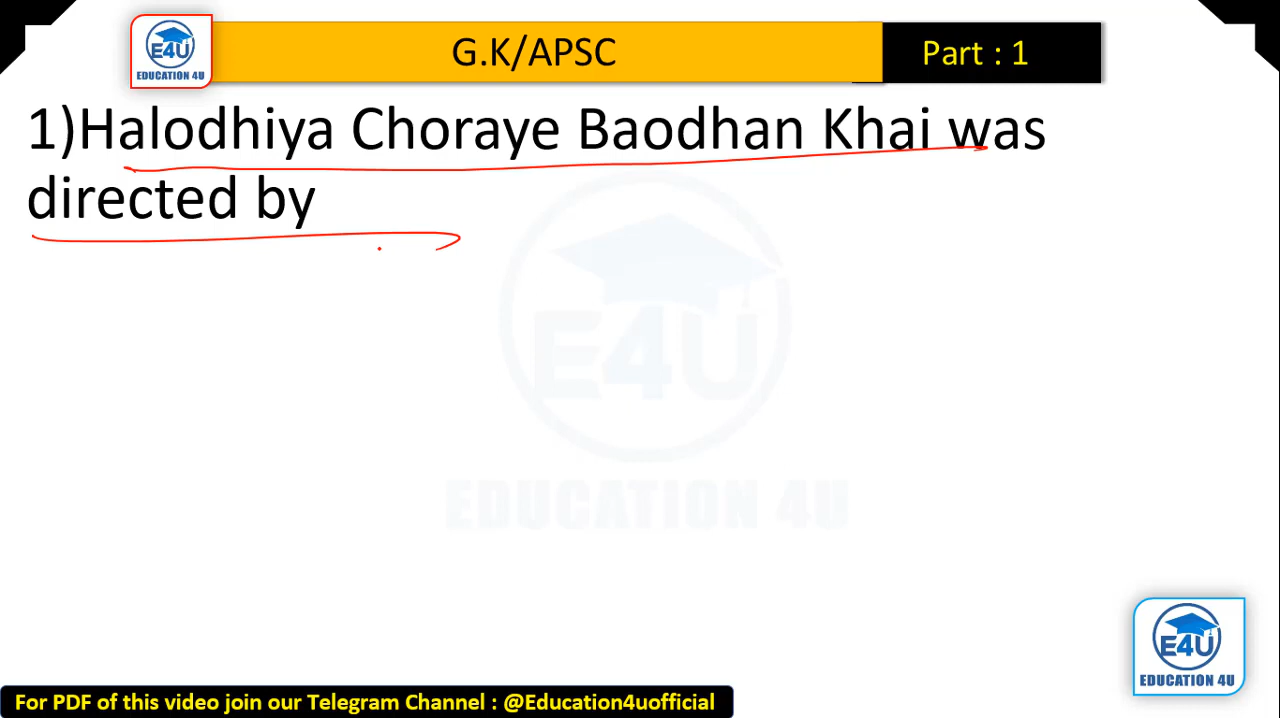 E4U
EDUCATION 4U
G.K/APSC
Part : 1
1)Halodhiya Choraye Baodhan Khai was
directed by
E4U
EDUCATION 4U
E4U
EDUCATION 4U
For PDF of this video join our Telegram Channel : @Education4uofficial